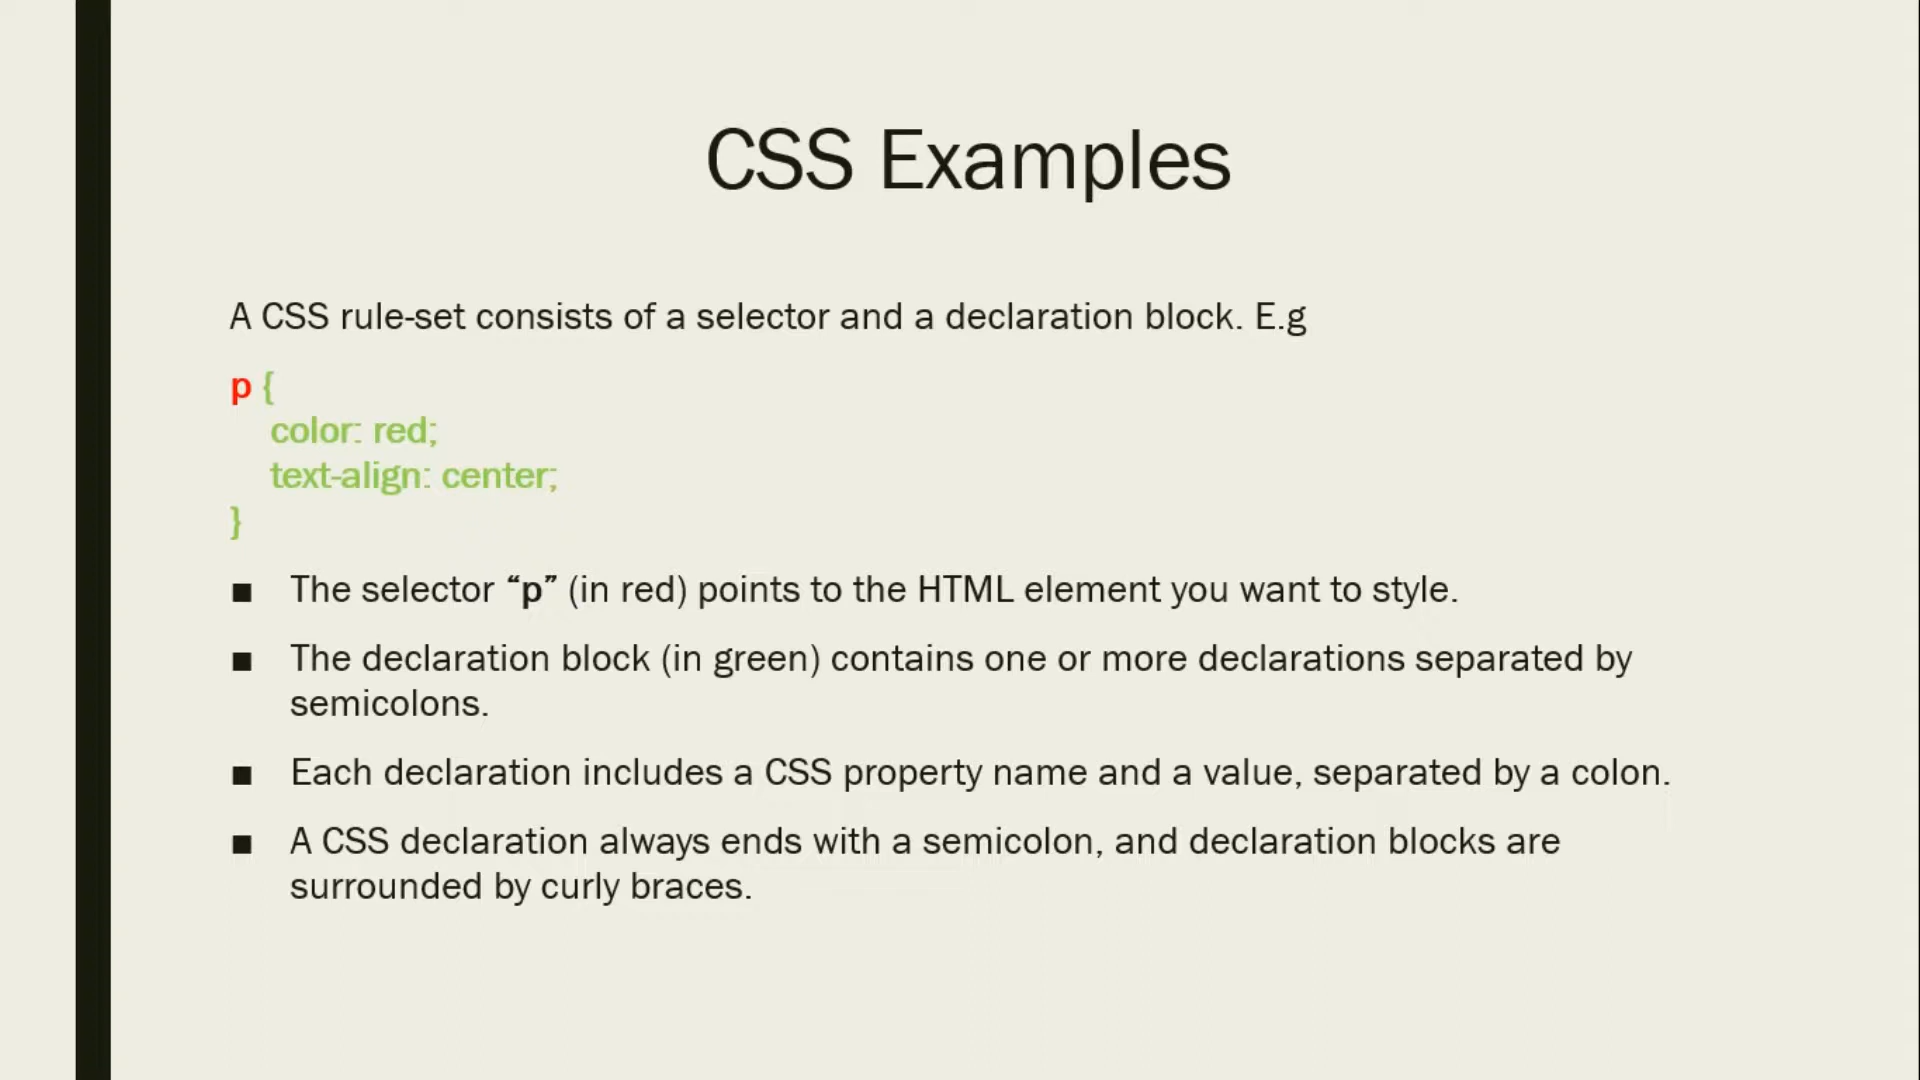 CSS Examples
A CSS rule-set consists of a selector and a declaration block. E.g
p {
color: red;
text-align: center;
}
■ The selector “p” (in red) points to the HTML element you want to style.
■ The declaration block (in green) contains one or more declarations separated by
semicolons.
■ Each declaration includes a CSS property name and a value, separated by a colon.
■ A CSS declaration always ends with a semicolon, and declaration blocks are
surrounded by curly braces.